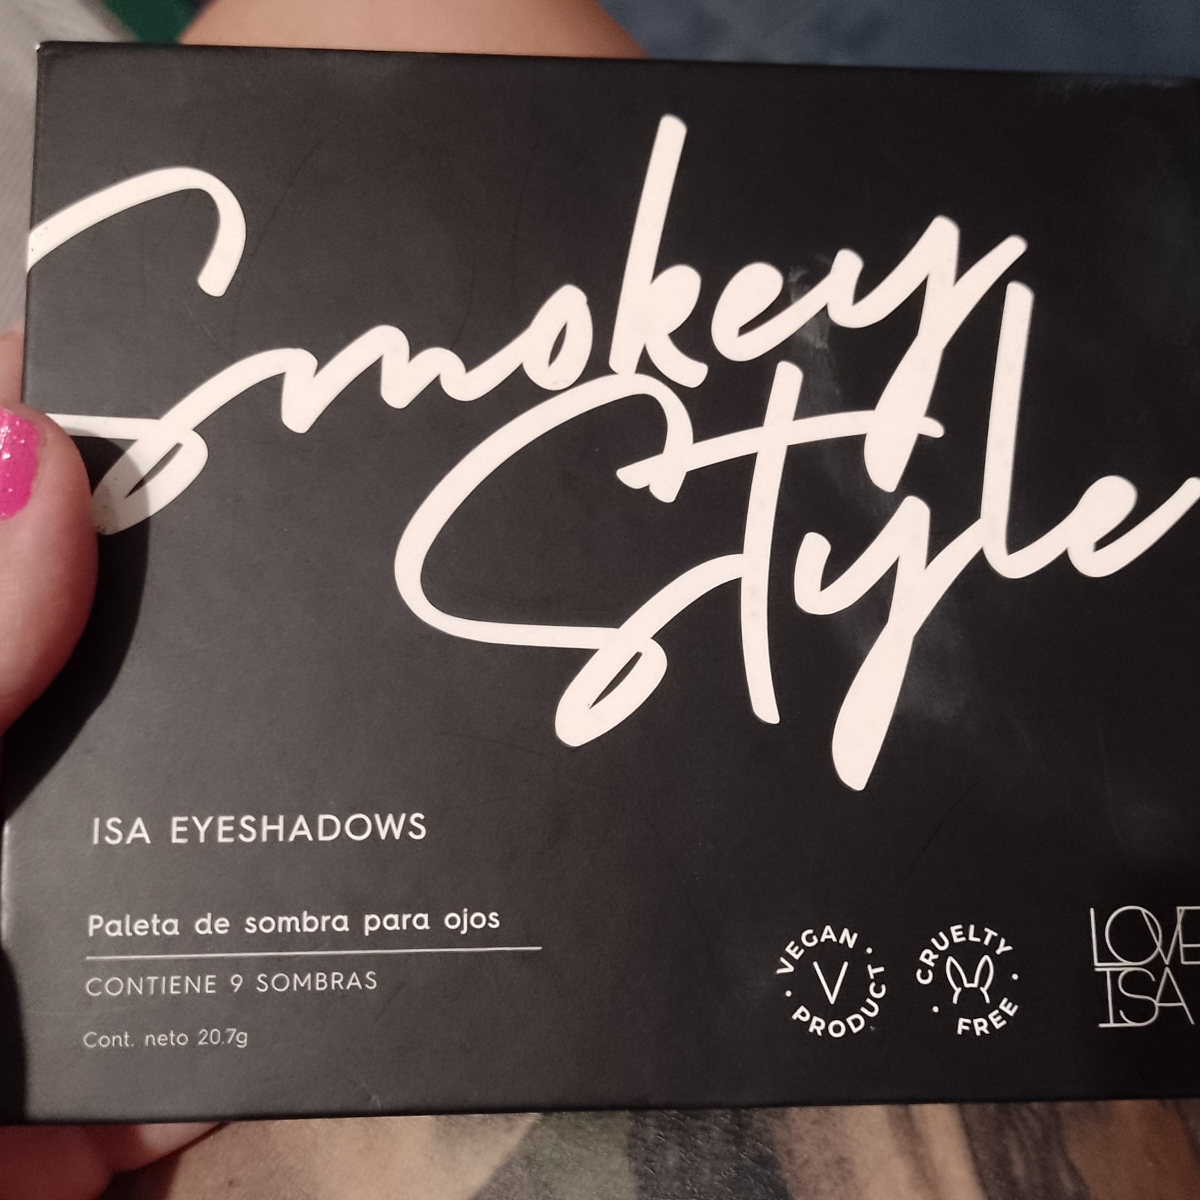 Smokey
Style
ISA EYESHADOWS
Paleta de sombra para ojos
CONTIENE 9 SOMBRAS
Cont. neto 20.7g
VEGAN PRODUCT
V
CRUELTY FREE
LOVE
ISA